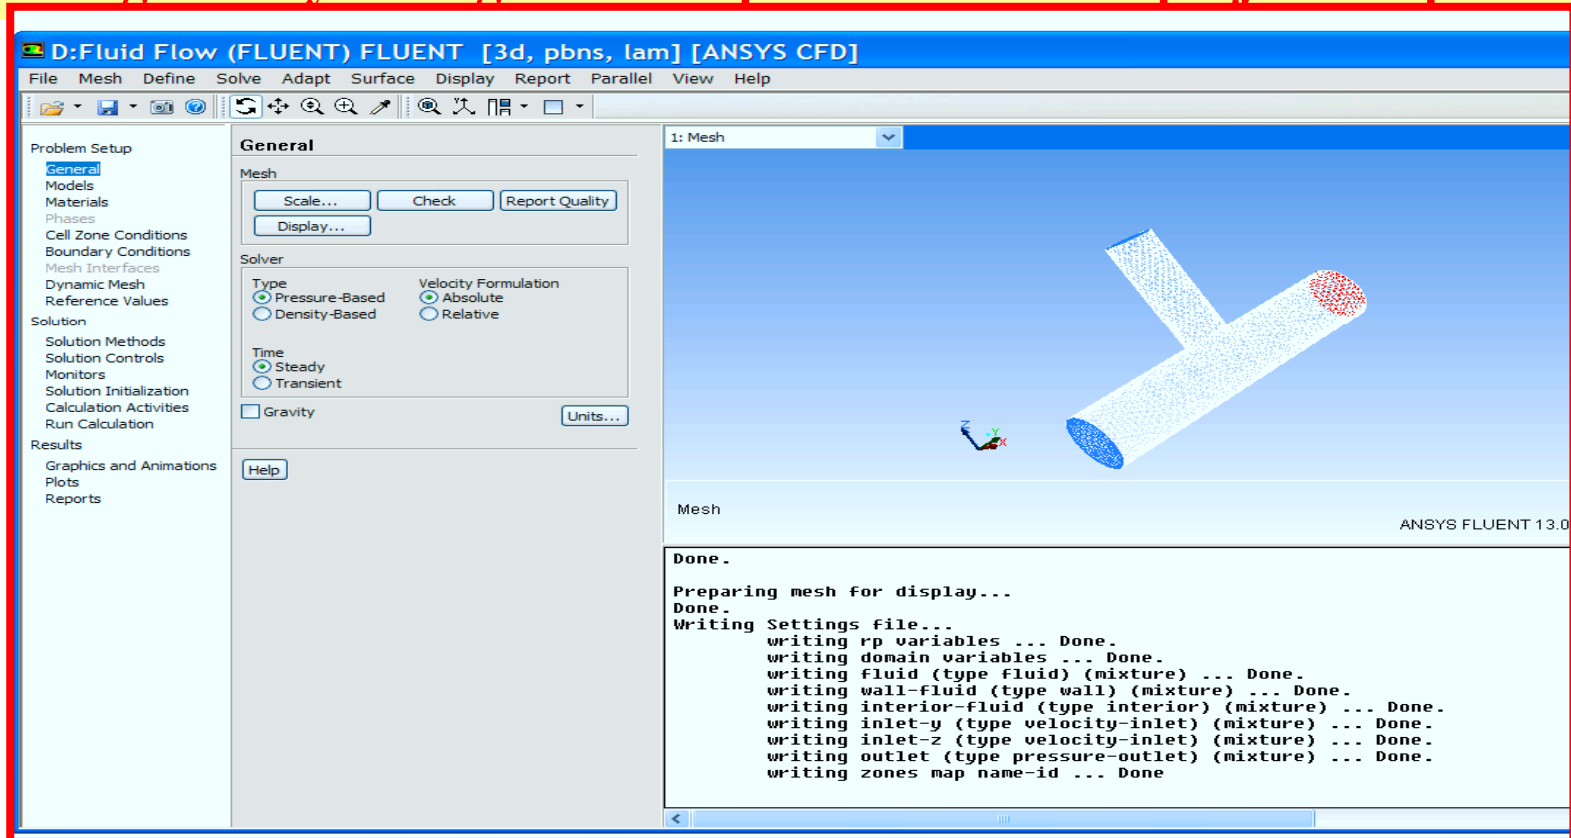 D:Fluid Flow (FLUENT) FLUENT [3d, pbns, lam] [ANSYS CFD]
File Mesh Define Solve Adapt Surface Display Report Parallel View Help
Problem Setup
General
Models
Materials
Phases
Cell Zone Conditions
Boundary Conditions
Mesh Interfaces
Dynamic Mesh
Reference Values
Solution
Solution Methods
Solution Controls
Monitors
Solution Initialization
Calculation Activities
Run Calculation
Results
Graphics and Animations
Plots
Reports
General
Mesh
Scale... Check Report Quality
Display...
Solver
Type Velocity Formulation
Pressure-Based Absolute
Density-Based Relative
Time
Steady
Transient
Gravity Units...
Help
1: Mesh
Z Y X
Mesh
ANSYS FLUENT 13.0
Done.
Preparing mesh for display...
Done.
Writing Settings file...
writing rp variables ... Done.
writing domain variables ... Done.
writing fluid (type fluid) (mixture) ... Done.
writing wall-fluid (type wall) (mixture) ... Done.
writing interior-fluid (type interior) (mixture) ... Done.
writing inlet-y (type velocity-inlet) (mixture) ... Done.
writing inlet-z (type velocity-inlet) (mixture) ... Done.
writing outlet (type pressure-outlet) (mixture) ... Done.
writing zones map name-id ... Done